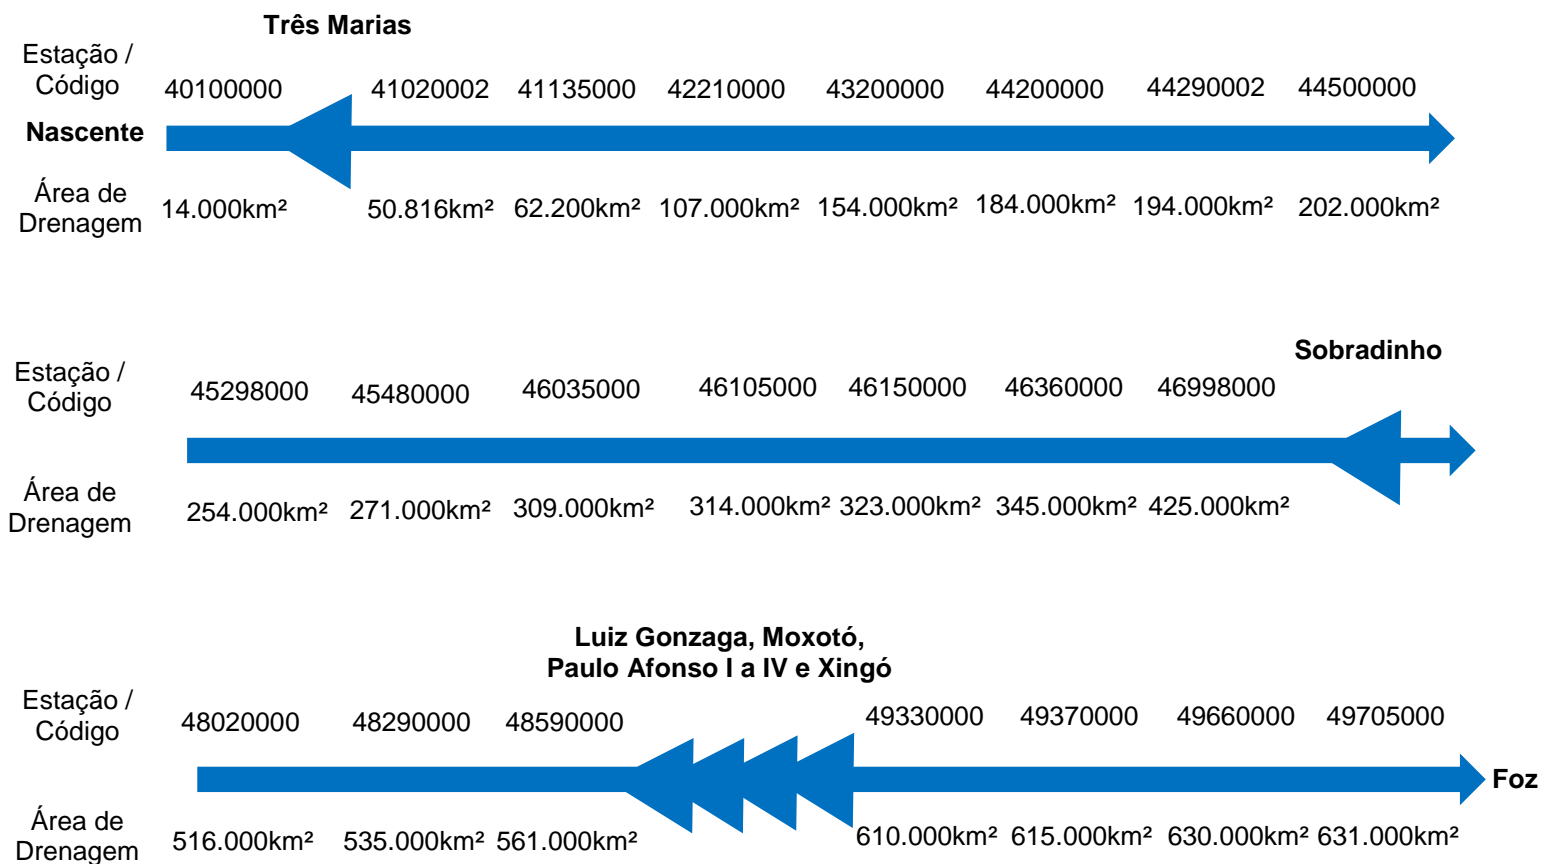 Três Marias
Estação /
Código
40100000 41020002 41135000 42210000 43200000 44200000 44290002 44500000
Nascente
Área de
Drenagem
14.000km² 50.816km² 62.200km² 107.000km² 154.000km² 184.000km² 194.000km² 202.000km²
Sobradinho
Estação /
Código
45298000 45480000 46035000 46105000 46150000 46360000 46998000
Área de
Drenagem
254.000km² 271.000km² 309.000km² 314.000km² 323.000km² 345.000km² 425.000km²
Luiz Gonzaga, Moxotó,
Paulo Afonso I a IV e Xingó
Estação /
Código
48020000 48290000 48590000 49330000 49370000 49660000 49705000
Foz
Área de
Drenagem
516.000km² 535.000km² 561.000km² 610.000km² 615.000km² 630.000km² 631.000km²